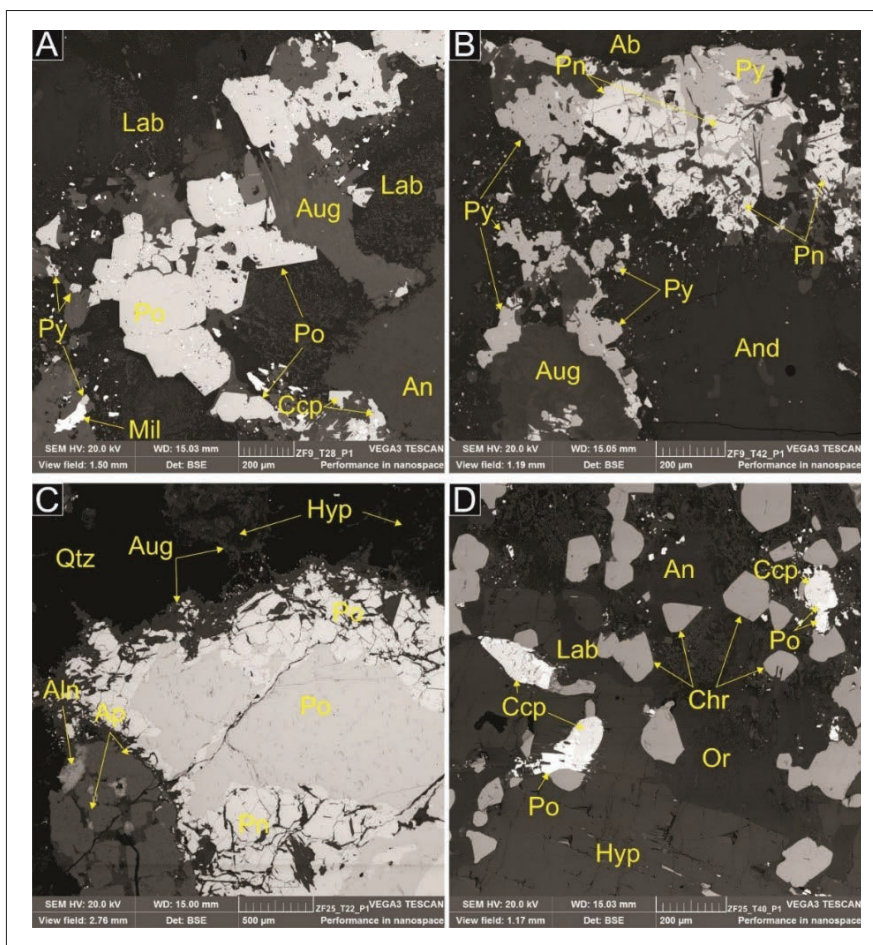 A
Lab
Lab
Aug
Py
Po
Po
An
Ccp
Mil
SEM HV: 20.0 kV WD: 15.03 mm VEGA3 TESCAN
View field: 1.50 mm Det: BSE 200 µm ZF9_T28_P1 Performance in nanospace
B
Ab
Pn
Py
Py
Pn
Py
And
Aug
SEM HV: 20.0 kV WD: 15.05 mm VEGA3 TESCAN
View field: 1.19 mm Det: BSE 200 µm ZF9_T42_P1 Performance in nanospace
C
Hyp
Aug
Qtz
Po
Aln
Ap
Po
Pn
SEM HV: 20.0 kV WD: 15.00 mm VEGA3 TESCAN
View field: 2.76 mm Det: BSE 500 µm ZF25_T22_P1 Performance in nanospace
D
An
Ccp
Po
Lab
Chr
Ccp
Or
Po
Hyp
SEM HV: 20.0 kV WD: 15.03 mm VEGA3 TESCAN
View field: 1.17 mm Det: BSE 200 µm ZF25_T40_P1 Performance in nanospace